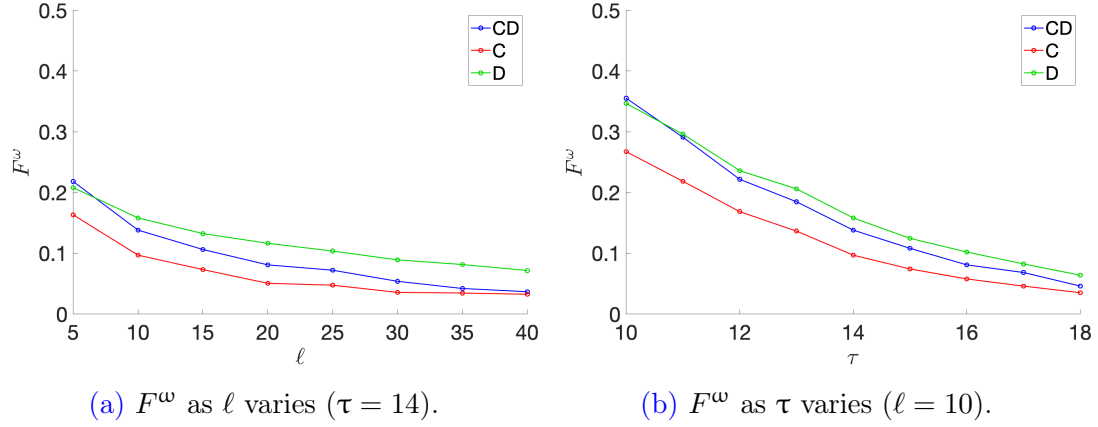 0.5
0.4
0.3
0.2
0.1
0
F^ω
5 10 15 20 25 30 35 40
ℓ
CD
C
D
(a) F^ω as ℓ varies (τ = 14).
0.5
0.4
0.3
0.2
0.1
0
F^ω
10 12 14 16 18
τ
CD
C
D
(b) F^ω as τ varies (ℓ = 10).